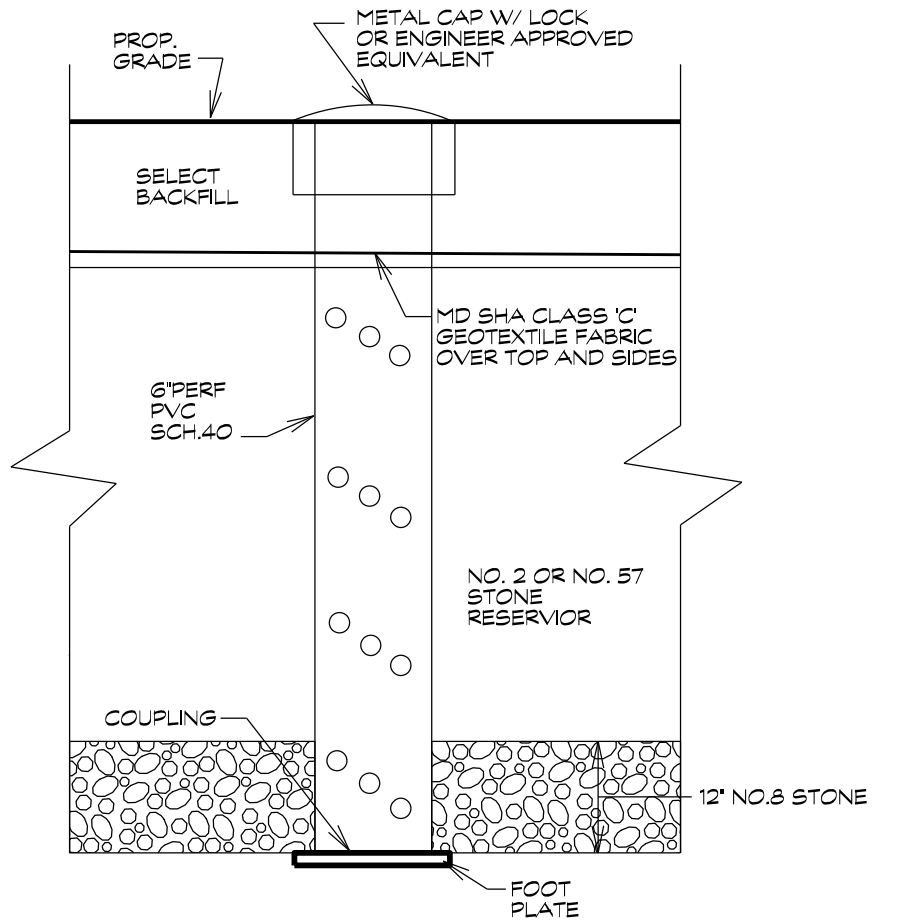 METAL CAP W/ LOCK
OR ENGINEER APPROVED
EQUIVALENT
PROP.
GRADE
SELECT
BACKFILL
MD SHA CLASS 'C'
GEOTEXTILE FABRIC
OVER TOP AND SIDES
6"PERF
PVC
SCH.40
NO. 2 OR NO. 57
STONE
RESERVIOR
COUPLING
12" NO.8 STONE
FOOT
PLATE